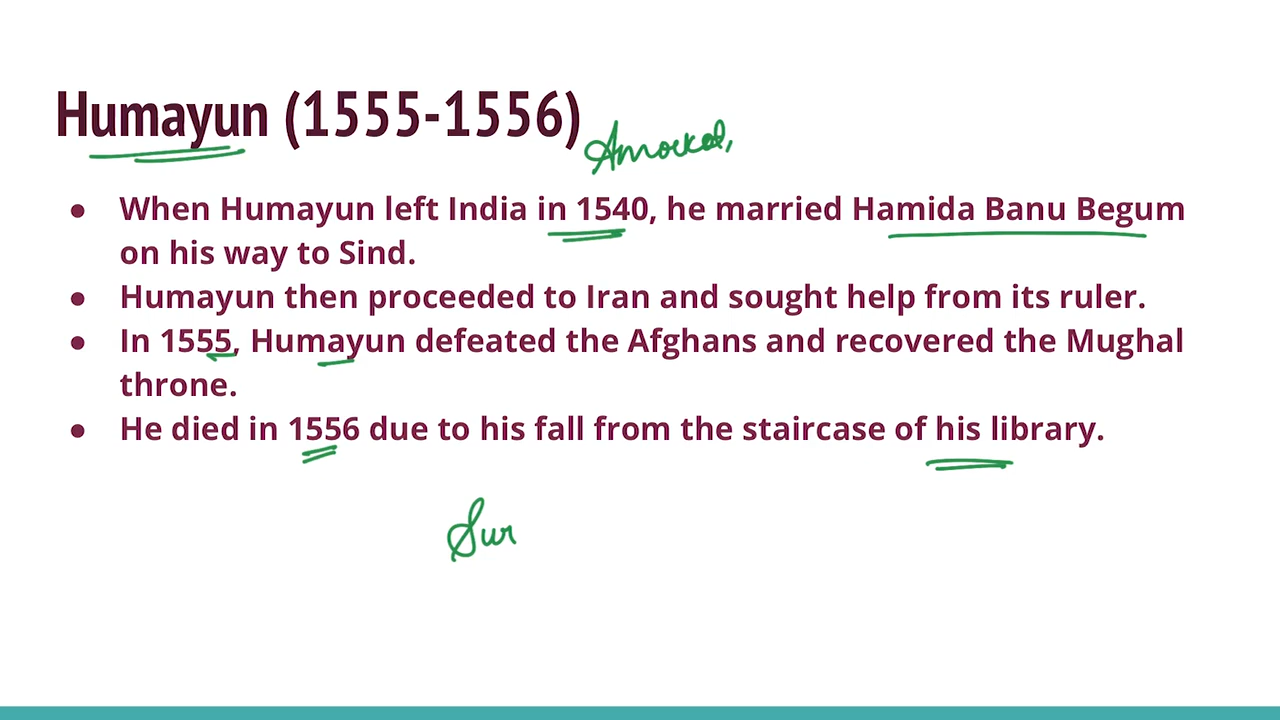 Humayun (1555-1556)
● When Humayun left India in 1540, he married Hamida Banu Begum
on his way to Sind.
● Humayun then proceeded to Iran and sought help from its ruler.
● In 1555, Humayun defeated the Afghans and recovered the Mughal
throne.
● He died in 1556 due to his fall from the staircase of his library.
Sur